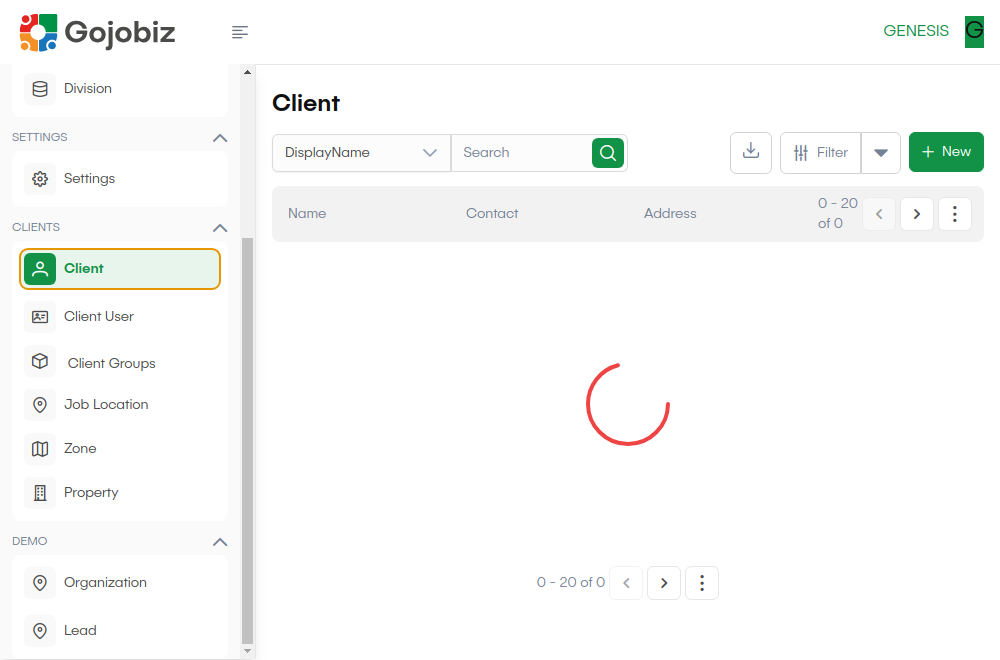 Gojobiz
GENESIS
G
Division
SETTINGS
Settings
CLIENTS
Client
Client User
Client Groups
Job Location
Zone
Property
DEMO
Organization
Lead
Client
DisplayName
Search
Filter
+ New
Name
Contact
Address
0 - 20
of 0
0 - 20 of 0